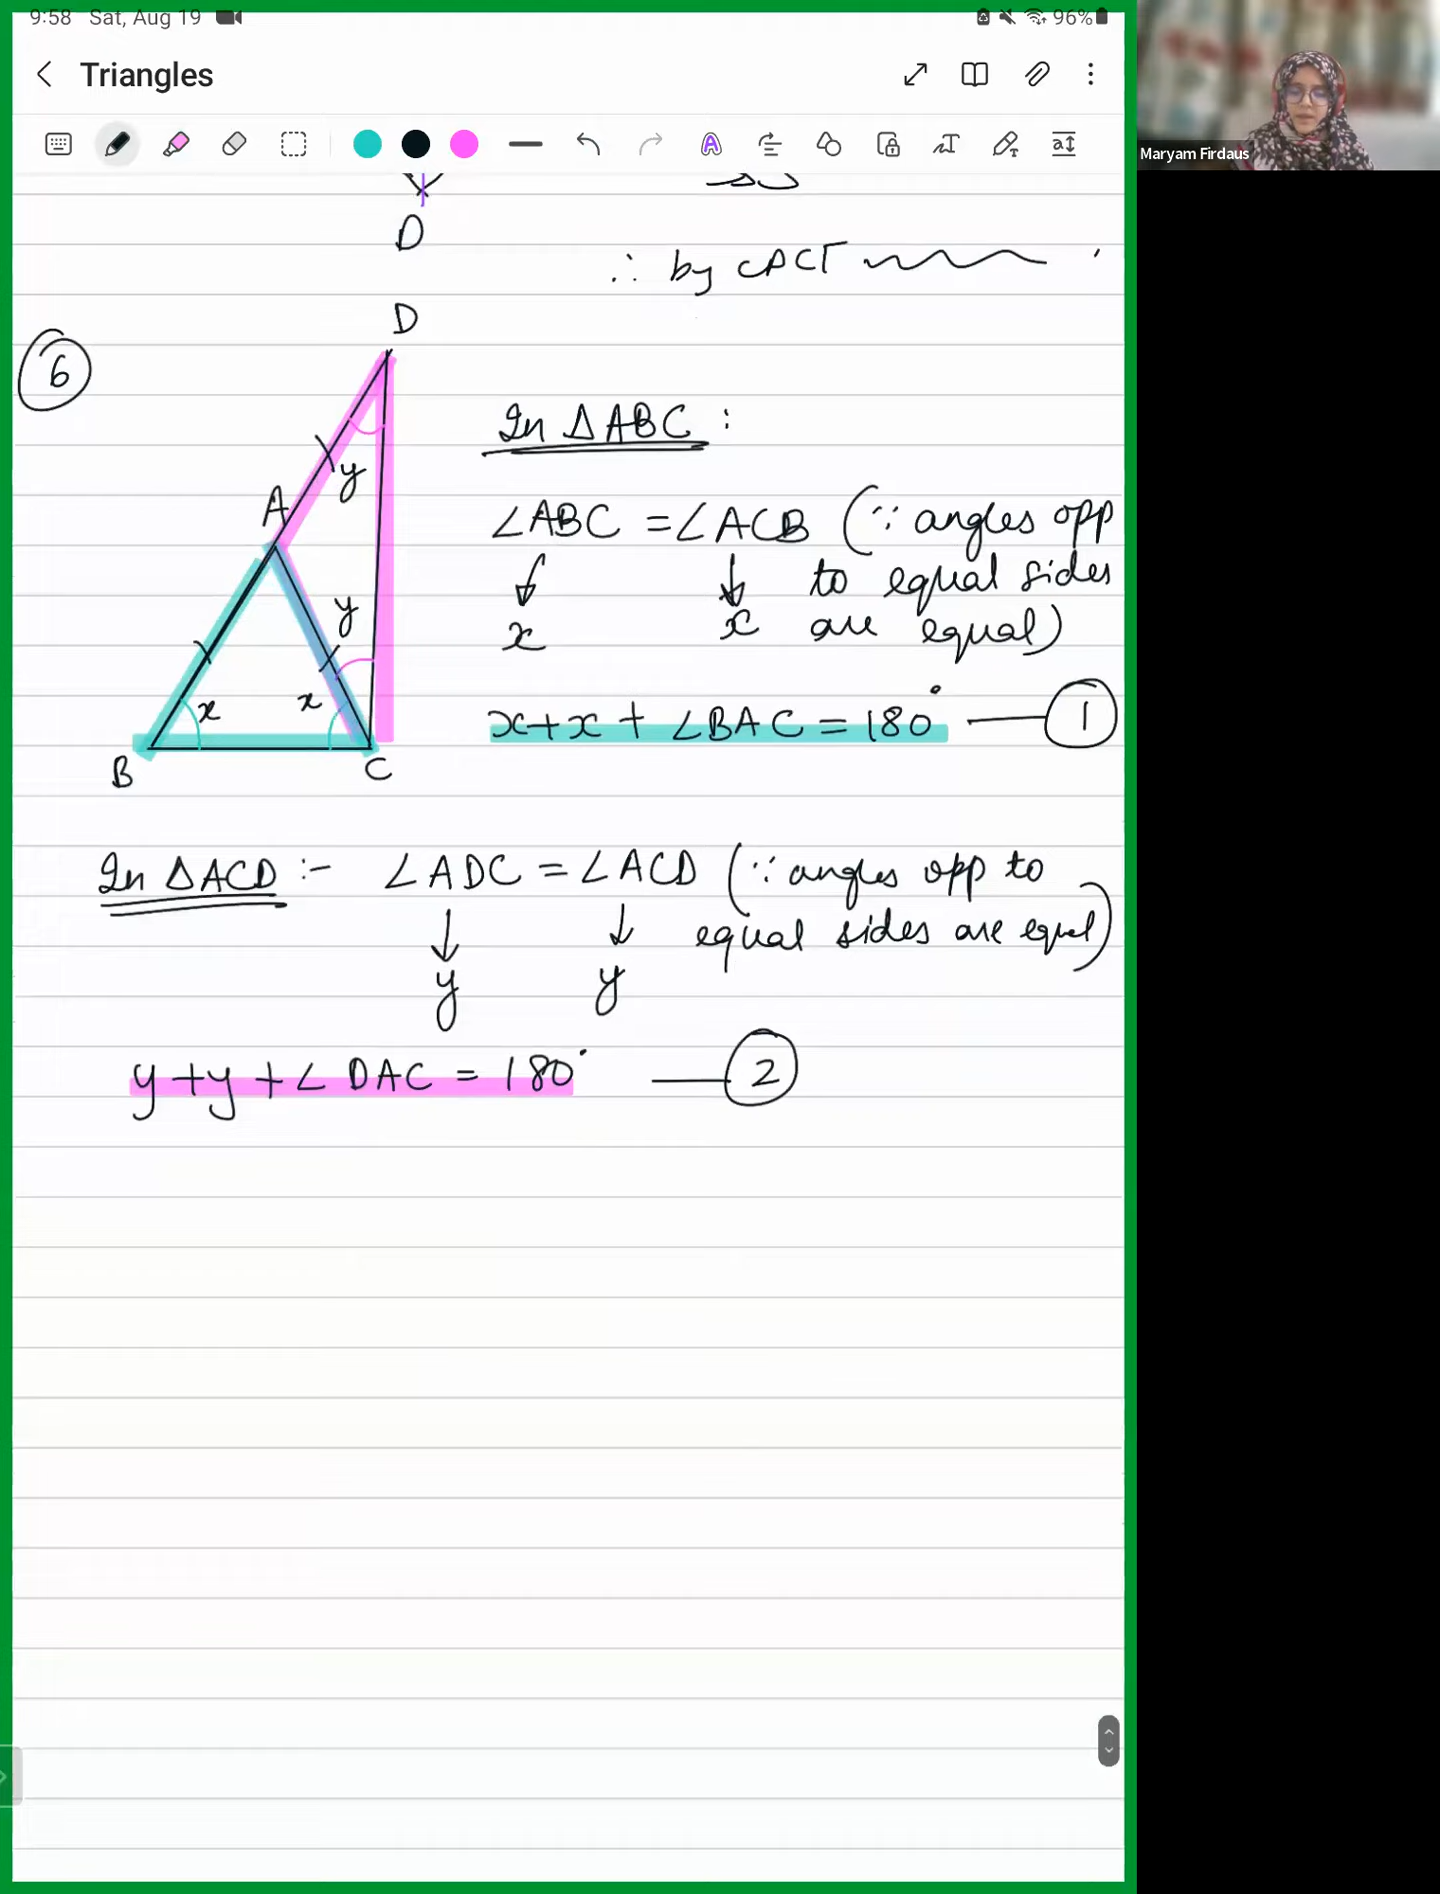 9:58 Sat, Aug 19
96%
Triangles
Maryam Firdaus
D
∴ by CPCT
6
D
A
y
y
x
x
B
C
In ΔABC :
∠ABC = ∠ACB (∵ angles opp
to equal sides
x x are equal)
x+x + ∠BAC = 180° — 1
In ΔACD :- ∠ADC = ∠ACD (∵ angles opp to
equal sides are equal)
y y
y+y+∠DAC = 180° — 2